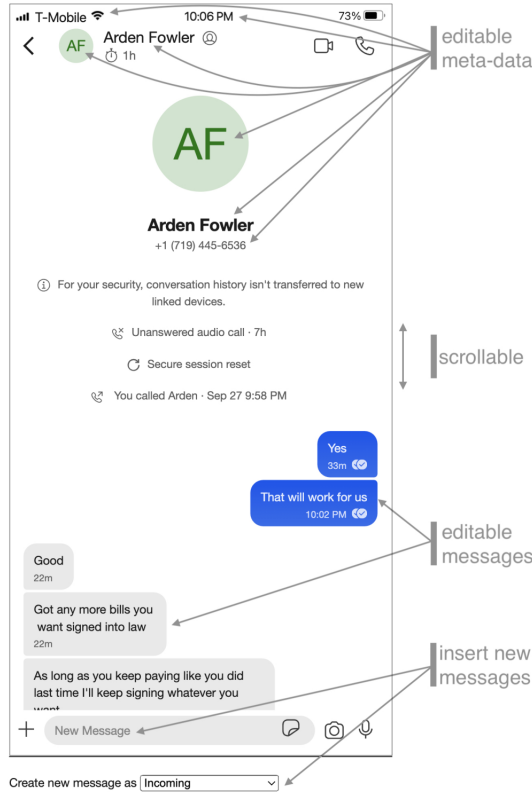 T-Mobile
10:06 PM
73%
editable
meta-data
AF
Arden Fowler
1h
AF
Arden Fowler
+1 (719) 445-6536
For your security, conversation history isn't transferred to new
linked devices.
Unanswered audio call · 7h
scrollable
Secure session reset
You called Arden · Sep 27 9:58 PM
Yes
33m
That will work for us
10:02 PM
editable
messages
Good
22m
Got any more bills you
want signed into law
22m
insert new
messages
As long as you keep paying like you did
last time I'll keep signing whatever you
want
New Message
Create new message as Incoming